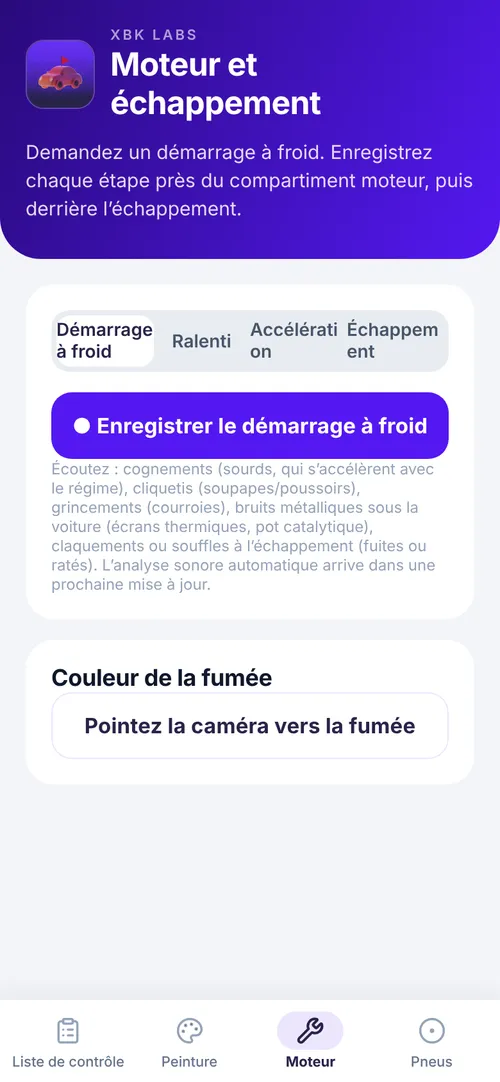 XBK LABS
Moteur et
échappement
Demandez un démarrage à froid. Enregistrez
chaque étape près du compartiment moteur, puis
derrière l’échappement.
Démarrage
à froid
Ralenti
Accélérati
on
Échappem
ent
Enregistrer le démarrage à froid
Écoutez : cognements (sourds, qui s’accélèrent avec
le régime), cliquetis (soupapes/poussoirs),
grincements (courroies), bruits métalliques sous la
voiture (écrans thermiques, pot catalytique),
claquements ou souffles à l’échappement (fuites ou
ratés). L’analyse sonore automatique arrive dans une
prochaine mise à jour.
Couleur de la fumée
Pointez la caméra vers la fumée
Liste de contrôle
Peinture
Moteur
Pneus